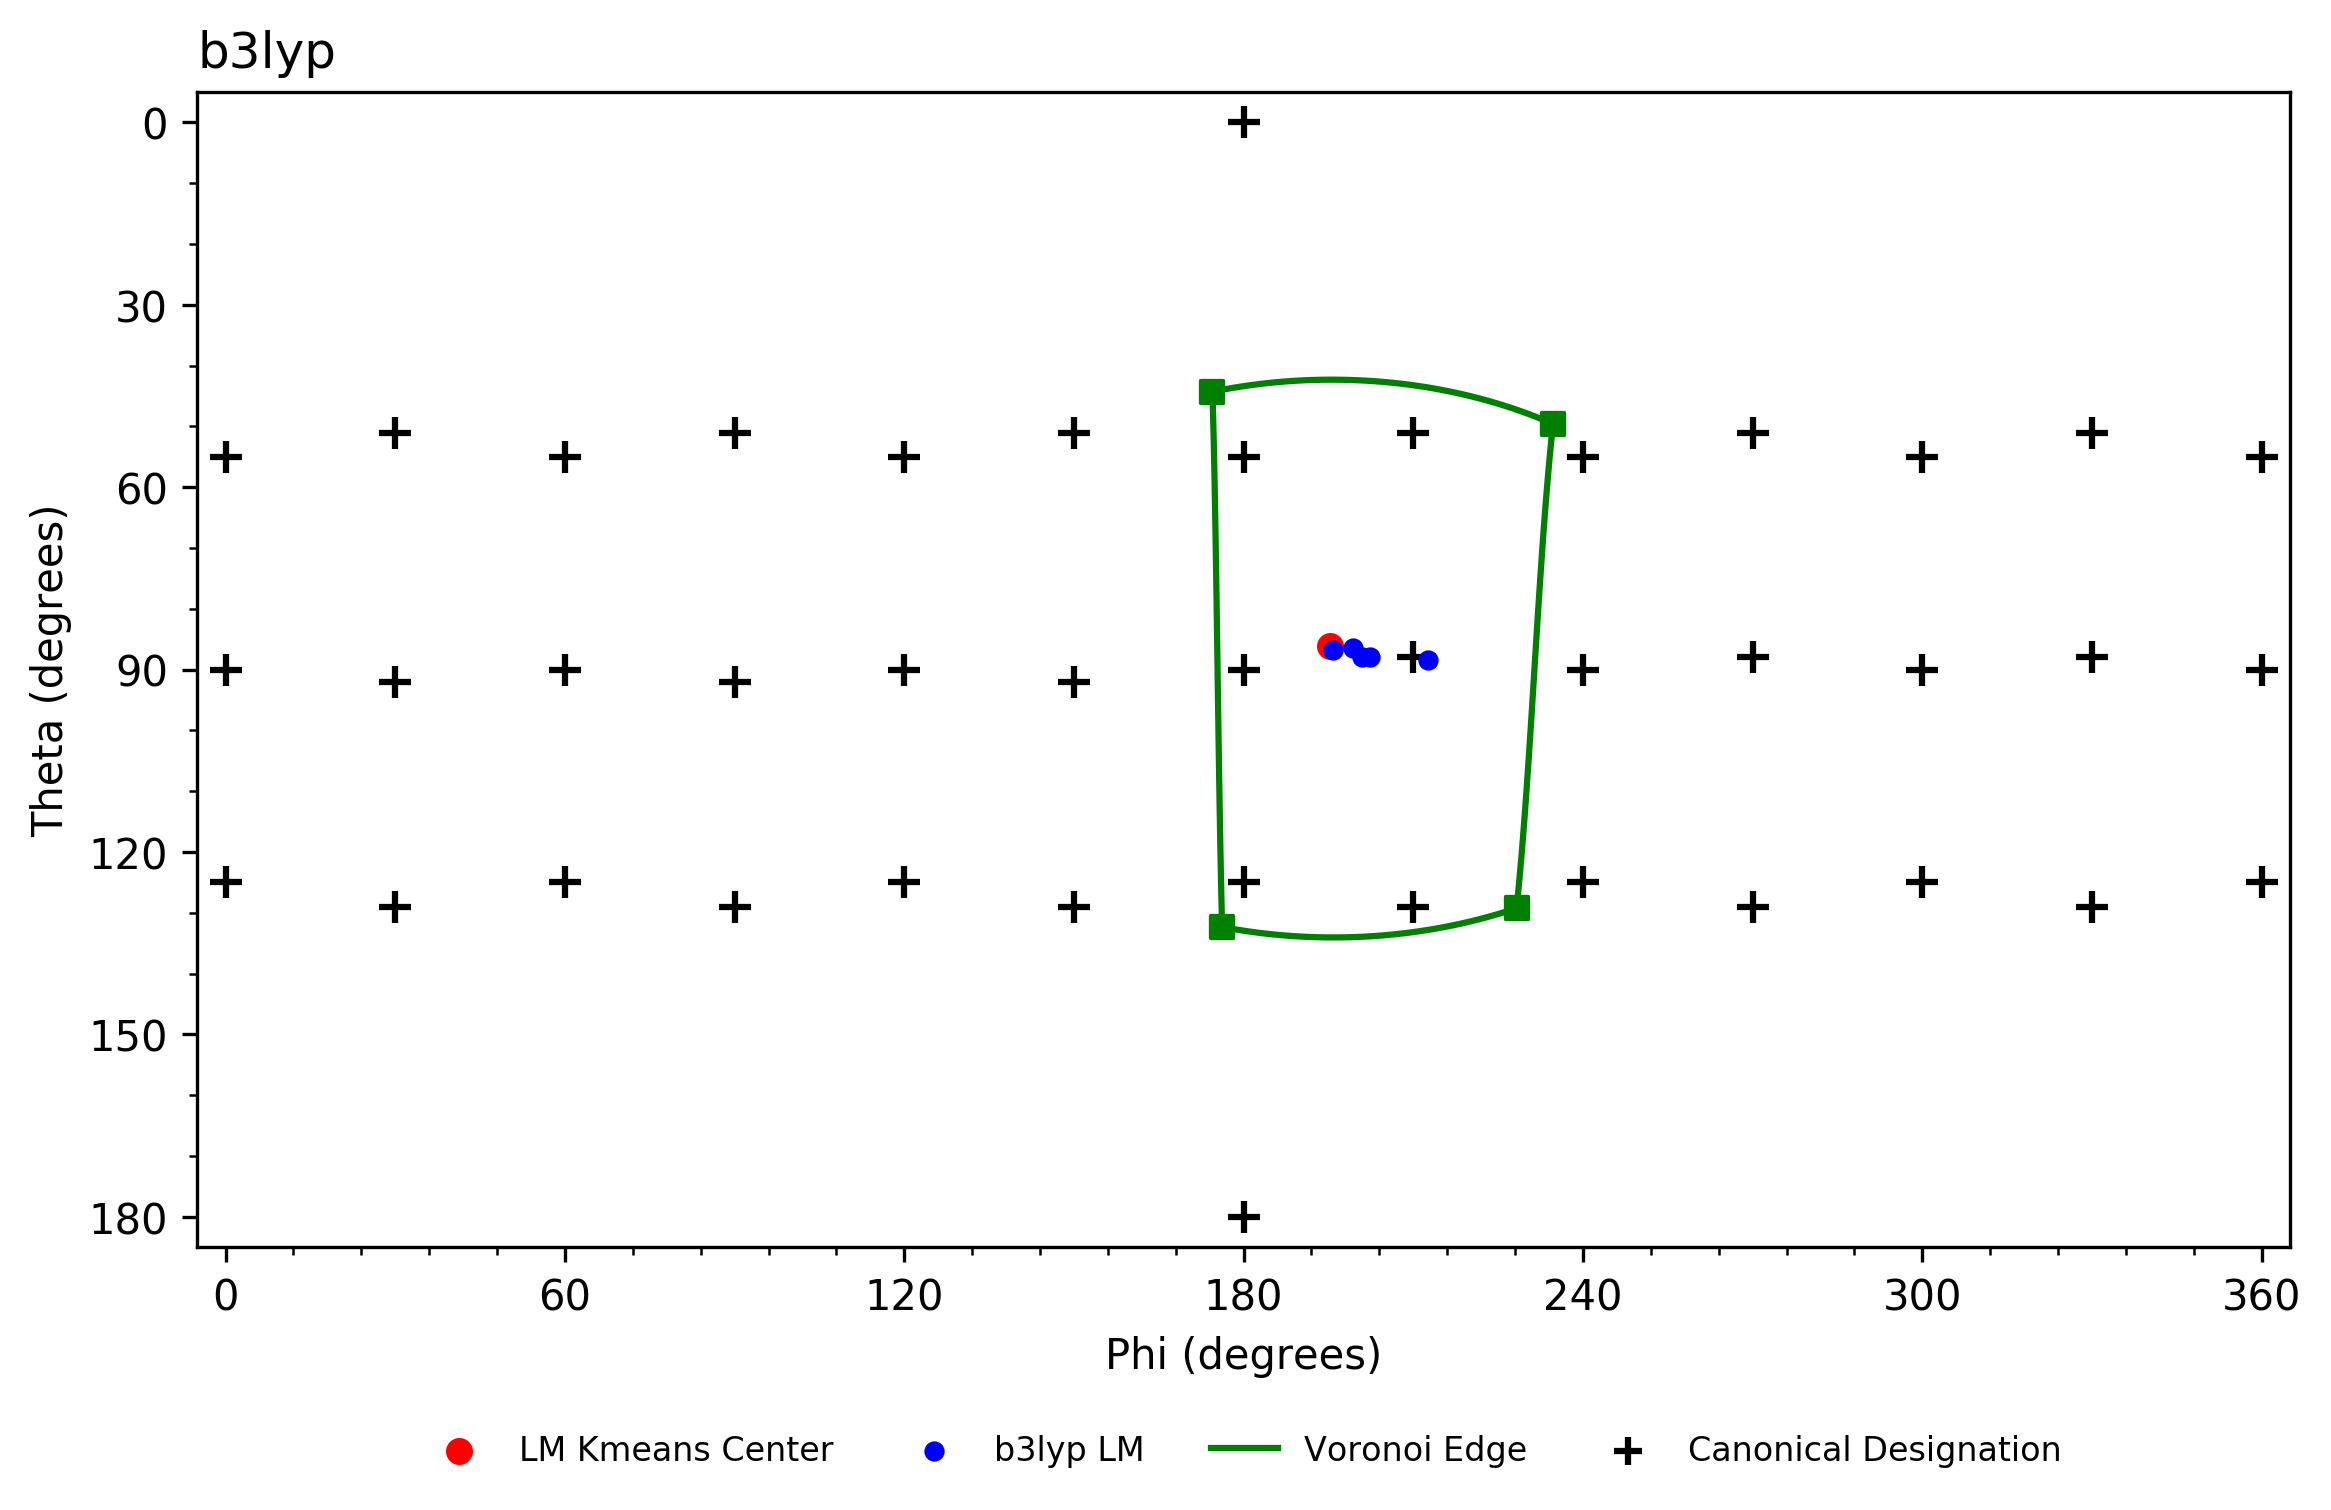 b3lyp
0
30
60
90
120
150
180
Theta (degrees)
0 60 120 180 240 300 360
Phi (degrees)
LM Kmeans Center b3lyp LM Voronoi Edge Canonical Designation